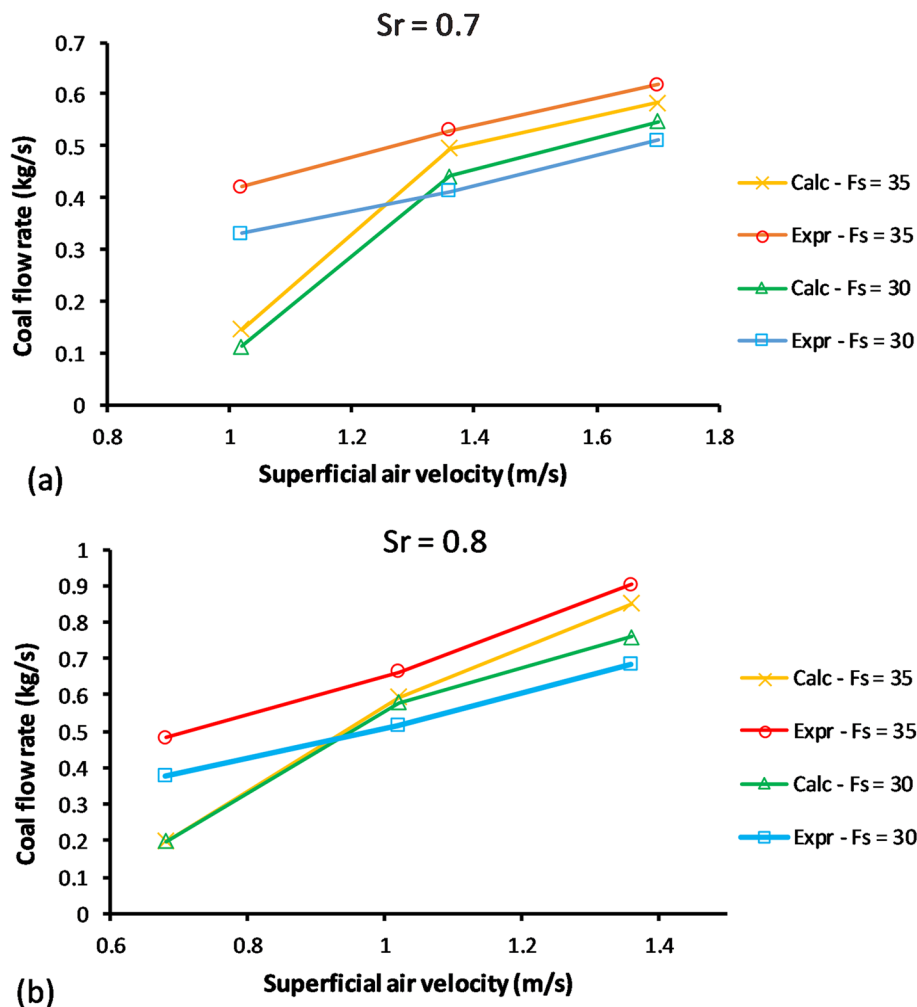 Sr = 0.7
Coal flow rate (kg/s)
0.7
0.6
0.5
0.4
0.3
0.2
0.1
0
0.8
1
1.2
1.4
1.6
1.8
Superficial air velocity (m/s)
Calc - Fs = 35
Expr - Fs = 35
Calc - Fs = 30
Expr - Fs = 30
(a)
Sr = 0.8
Coal flow rate (kg/s)
1
0.9
0.8
0.7
0.6
0.5
0.4
0.3
0.2
0.1
0
0.6
0.8
1
1.2
1.4
Superficial air velocity (m/s)
Calc - Fs = 35
Expr - Fs = 35
Calc - Fs = 30
Expr - Fs = 30
(b)